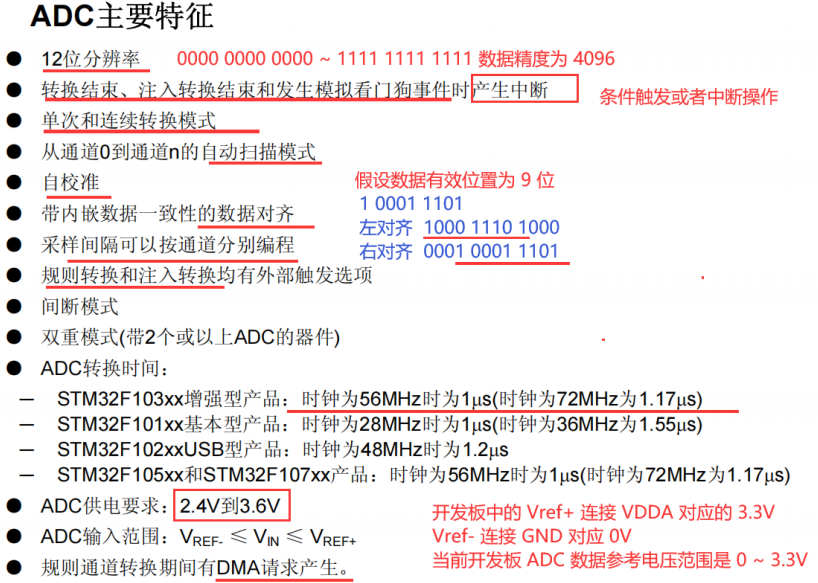 ADC主要特征
● 12位分辨率 0000 0000 0000 ~ 1111 1111 1111 数据精度为 4096
● 转换结束、注入转换结束和发生模拟看门狗事件时产生中断 条件触发或者中断操作
● 单次和连续转换模式
● 从通道0到通道n的自动扫描模式
● 自校准 假设数据有效位置为 9 位
1 0001 1101
● 带内嵌数据一致性的数据对齐 左对齐 1000 1110 1000
● 采样间隔可以按通道分别编程 右对齐 0001 0001 1101
● 规则转换和注入转换均有外部触发选项
● 间断模式
● 双重模式(带2个或以上ADC的器件)
● ADC转换时间：
— STM32F103xx增强型产品：时钟为56MHz时为1μs(时钟为72MHz为1.17μs)
— STM32F101xx基本型产品：时钟为28MHz时为1μs(时钟为36MHz为1.55μs)
— STM32F102xxUSB型产品：时钟为48MHz时为1.2μs
— STM32F105xx和STM32F107xx产品：时钟为56MHz时为1μs(时钟为72MHz为1.17μs)
● ADC供电要求：2.4V到3.6V 开发板中的 Vref+ 连接 VDDA 对应的 3.3V
● ADC输入范围：VREF- ≤ VIN ≤ VREF+ Vref- 连接 GND 对应 0V
当前开发板 ADC 数据参考电压范围是 0 ~ 3.3V
● 规则通道转换期间有DMA请求产生。